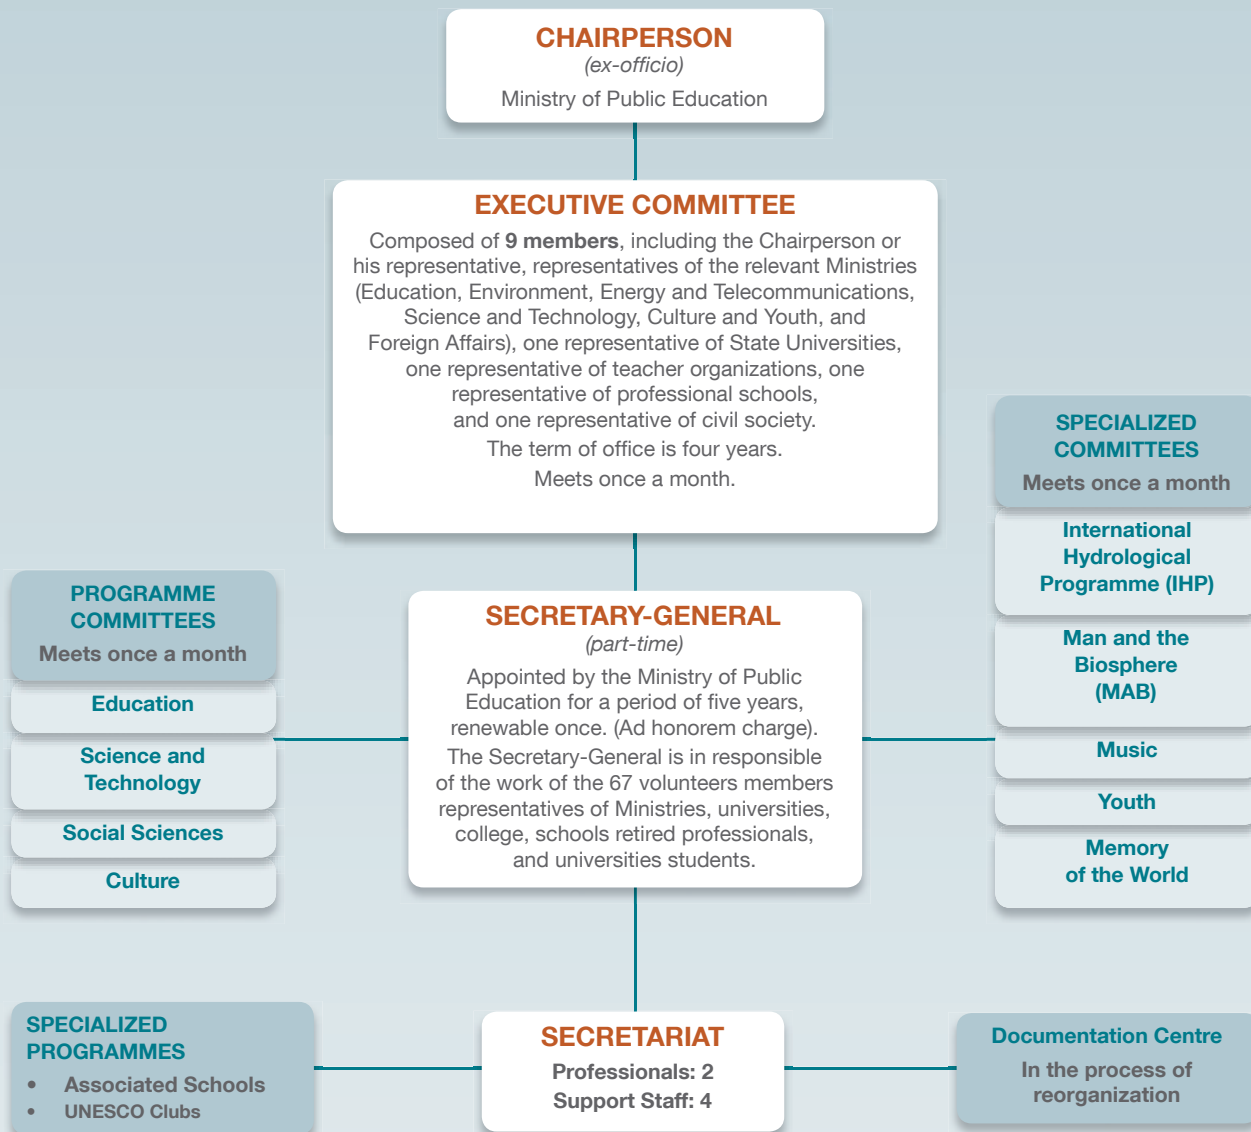 CHAIRPERSON
(ex-officio)
Ministry of Public Education
EXECUTIVE COMMITTEE
Composed of 9 members, including the Chairperson or
his representative, representatives of the relevant Ministries
(Education, Environment, Energy and Telecommunications,
Science and Technology, Culture and Youth, and
Foreign Affairs), one representative of State Universities,
one representative of teacher organizations, one
representative of professional schools,
and one representative of civil society.
The term of office is four years.
Meets once a month.
PROGRAMME
COMMITTEES
Meets once a month
Education
Science and
Technology
Social Sciences
Culture
SECRETARY-GENERAL
(part-time)
Appointed by the Ministry of Public
Education for a period of five years,
renewable once. (Ad honorem charge).
The Secretary-General is in responsible
of the work of the 67 volunteers members
representatives of Ministries, universities,
college, schools retired professionals,
and universities students.
SPECIALIZED
COMMITTEES
Meets once a month
International
Hydrological
Programme (IHP)
Man and the
Biosphere
(MAB)
Music
Youth
Memory
of the World
SPECIALIZED
PROGRAMMES
• Associated Schools
• UNESCO Clubs
SECRETARIAT
Professionals: 2
Support Staff: 4
Documentation Centre
In the process of
reorganization